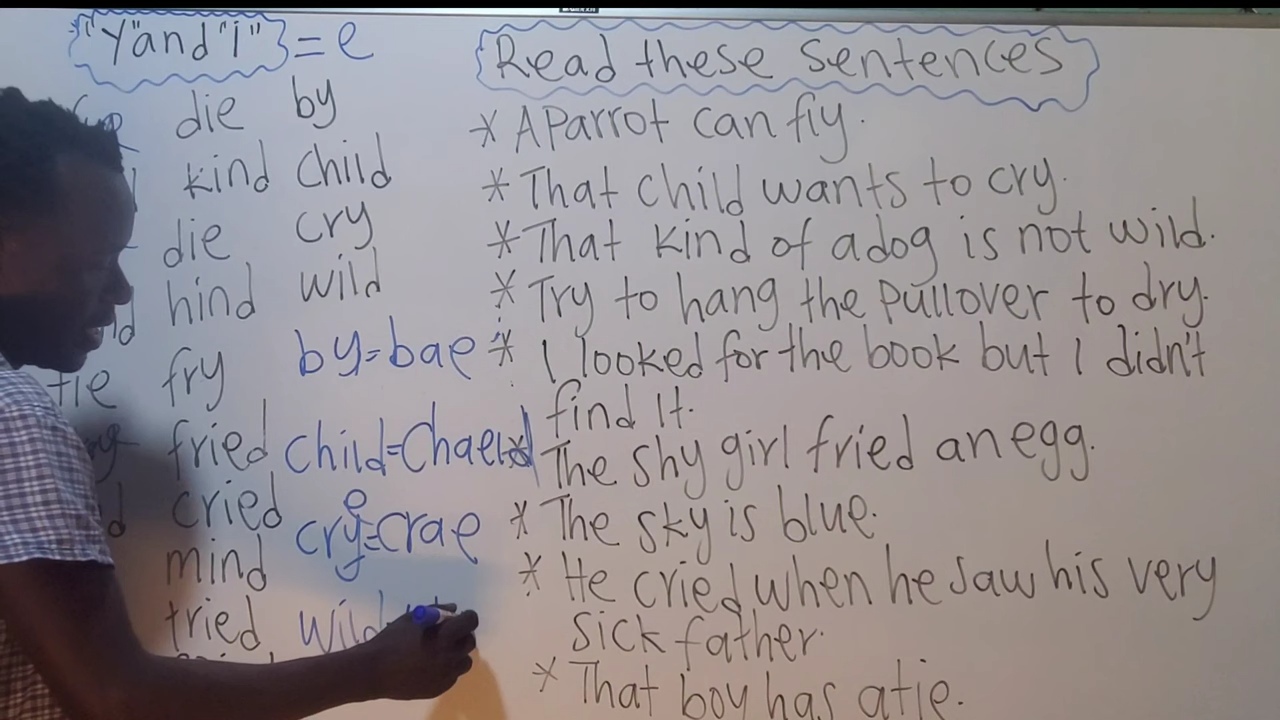 "Y"and"i" = e
die by
kind child
die cry
hind wild
tie fry by=bae
fried child=Chaeld
cried cry=crae
e
mind
tried wild
Read these sentences
* A Parrot can fly.
* That child wants to cry.
* That kind of adog is not wild.
* Try to hang the pullover to dry.
* I looked for the book but I didn't
find it.
* The shy girl fried an egg.
* The sky is blue.
* He cried when he saw his very
sick father.
* That boy has atie.